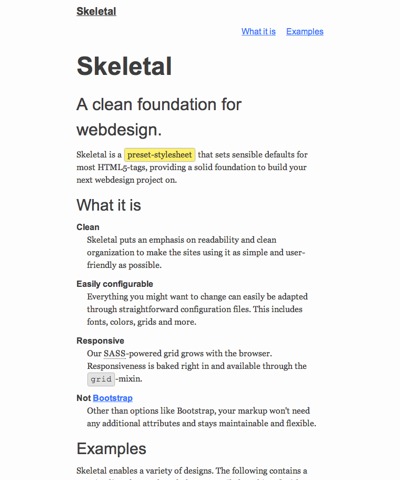 Skeletal
What it is Examples
Skeletal
A clean foundation for
webdesign.
Skeletal is a preset-stylesheet that sets sensible defaults for
most HTML5-tags, providing a solid foundation to build your
next webdesign project on.
What it is
Clean
Skeletal puts an emphasis on readability and clean
organization to make the sites using it as simple and user-
friendly as possible.
Easily configurable
Everything you might want to change can easily be adapted
through straightforward configuration files. This includes
fonts, colors, grids and more.
Responsive
Our SASS-powered grid grows with the browser.
Responsiveness is baked right in and available through the
grid-mixin.
Not Bootstrap
Other than options like Bootstrap, your markup won't need
any additional attributes and stays maintainable and flexible.
Examples
Skeletal enables a variety of designs. The following contains a